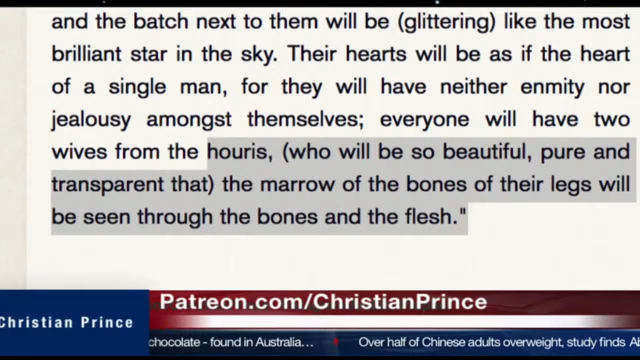 and the batch next to them will be (glittering) like the most
brilliant star in the sky. Their hearts will be as if the heart
of a single man, for they will have neither enmity nor
jealousy amongst themselves; everyone will have two
wives from the houris, (who will be so beautiful, pure and
transparent that) the marrow of the bones of their legs will
be seen through the bones and the flesh."
Patreon.com/ChristianPrince
Christian Prince
chocolate - found in Australia...
Over half of Chinese adults overweight, study finds